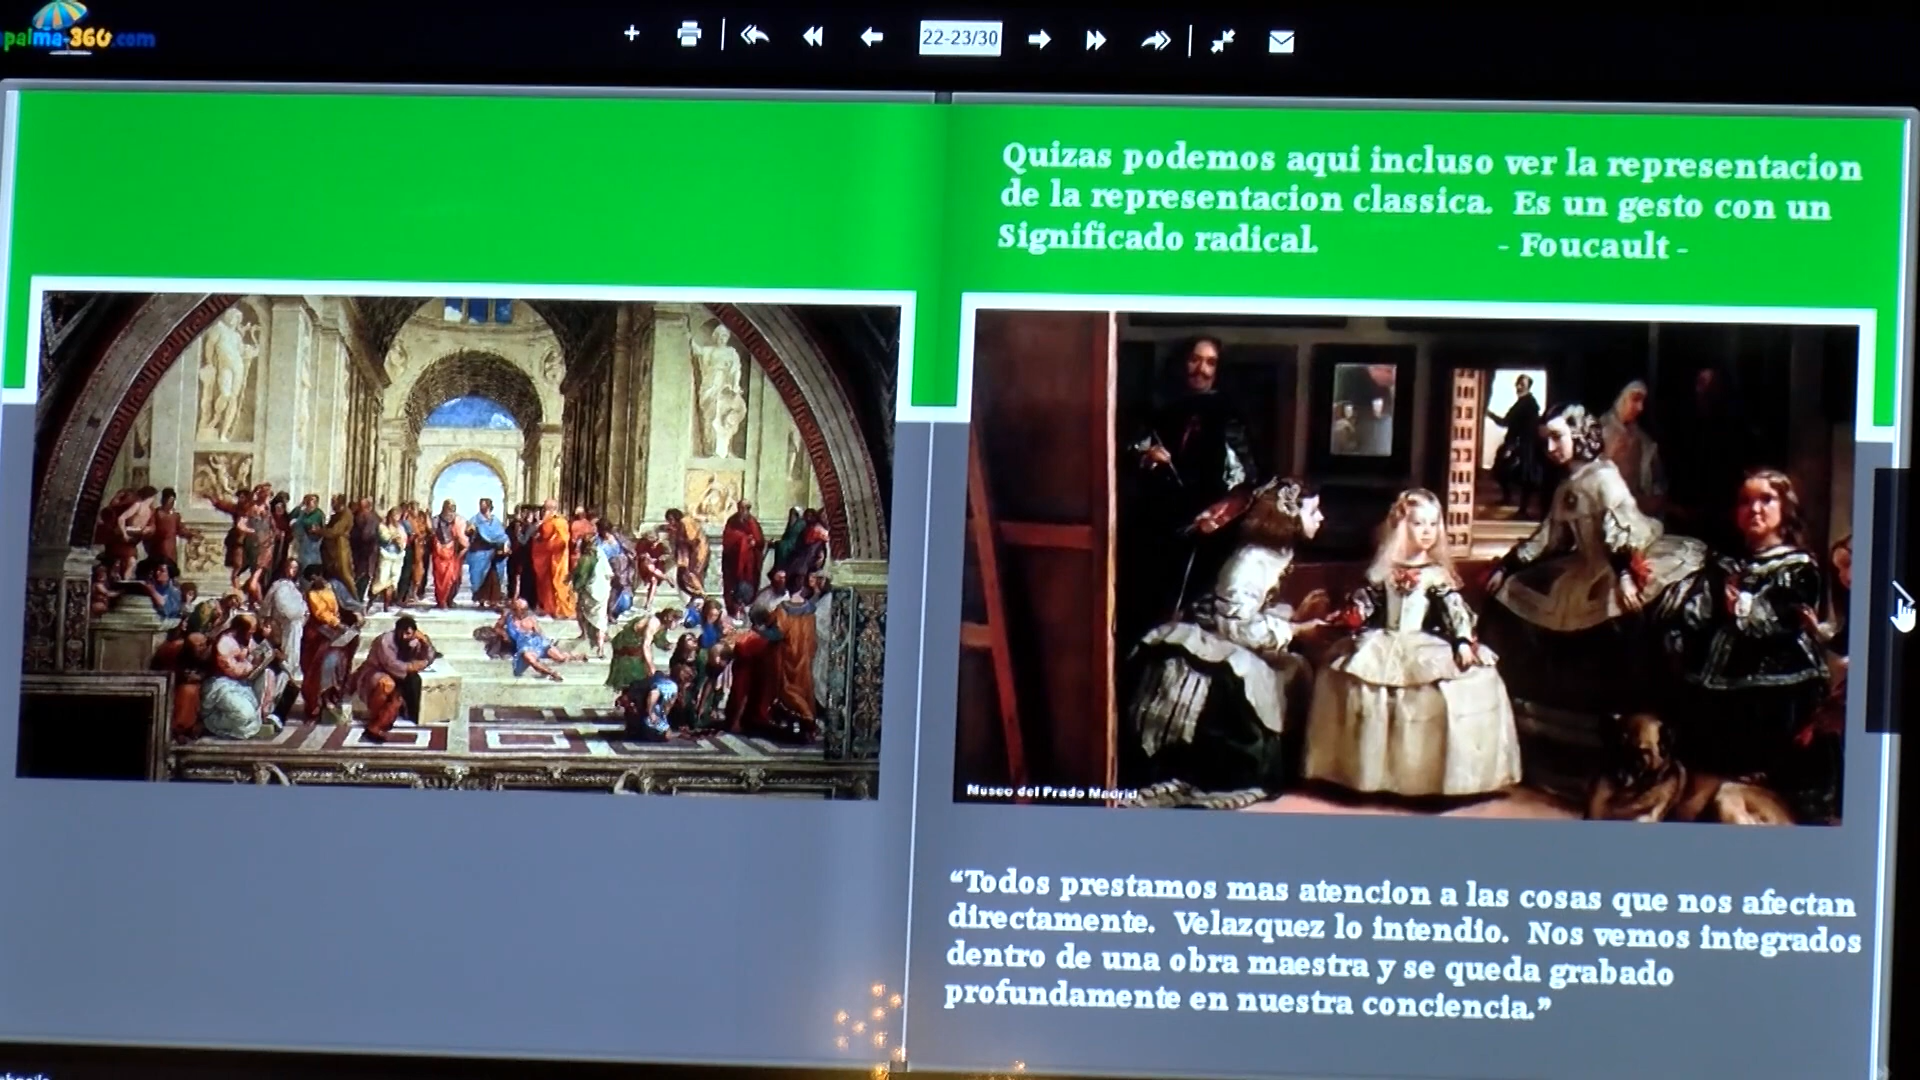 palma-360.com
22-23/30
Quizas podemos aqui incluso ver la representacion
de la representacion classica. Es un gesto con un
Significado radical. - Foucault -
Museo del Prado Madrid
“Todos prestamos mas atencion a las cosas que nos afectan
directamente. Velazquez lo intendio. Nos vemos integrados
dentro de una obra maestra y se queda grabado
profundamente en nuestra conciencia.”